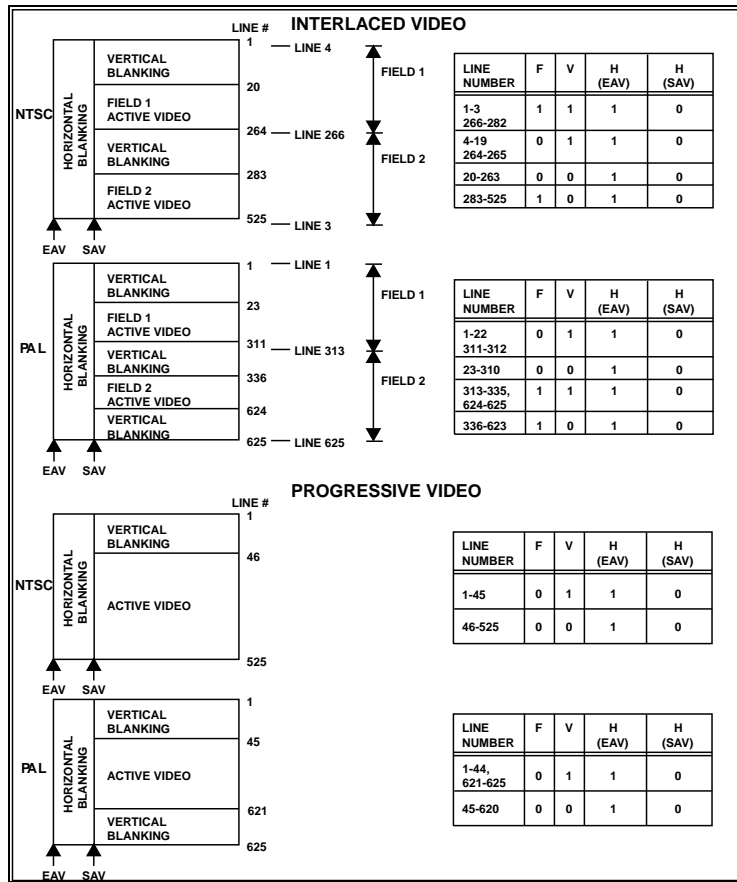 INTERLACED VIDEO
LINE #
NTSC
HORIZONTAL
BLANKING
VERTICAL
BLANKING
FIELD 1
ACTIVE VIDEO
VERTICAL
BLANKING
FIELD 2
ACTIVE VIDEO
1
20
264
283
525
LINE 4
LINE 266
LINE 3
FIELD 1
FIELD 2
EAV SAV
LINE NUMBER F V H (EAV) H (SAV)
1-3 266-282 1 1 1 0
4-19 264-265 0 1 1 0
20-263 0 0 1 0
283-525 1 0 1 0
PAL
HORIZONTAL
BLANKING
VERTICAL
BLANKING
FIELD 1
ACTIVE VIDEO
VERTICAL
BLANKING
FIELD 2
ACTIVE VIDEO
VERTICAL
BLANKING
1
23
311
336
624
625
LINE 1
LINE 313
LINE 625
FIELD 1
FIELD 2
EAV SAV
LINE NUMBER F V H (EAV) H (SAV)
1-22 311-312 0 1 1 0
23-310 0 0 1 0
313-335, 624-625 1 1 1 0
336-623 1 0 1 0
PROGRESSIVE VIDEO
LINE #
NTSC
HORIZONTAL
BLANKING
VERTICAL
BLANKING
ACTIVE VIDEO
1
46
525
EAV SAV
LINE NUMBER F V H (EAV) H (SAV)
1-45 0 1 1 0
46-525 0 0 1 0
PAL
HORIZONTAL
BLANKING
VERTICAL
BLANKING
ACTIVE VIDEO
VERTICAL
BLANKING
1
45
621
625
EAV SAV
LINE NUMBER F V H (EAV) H (SAV)
1-44, 621-625 0 1 1 0
45-620 0 0 1 0